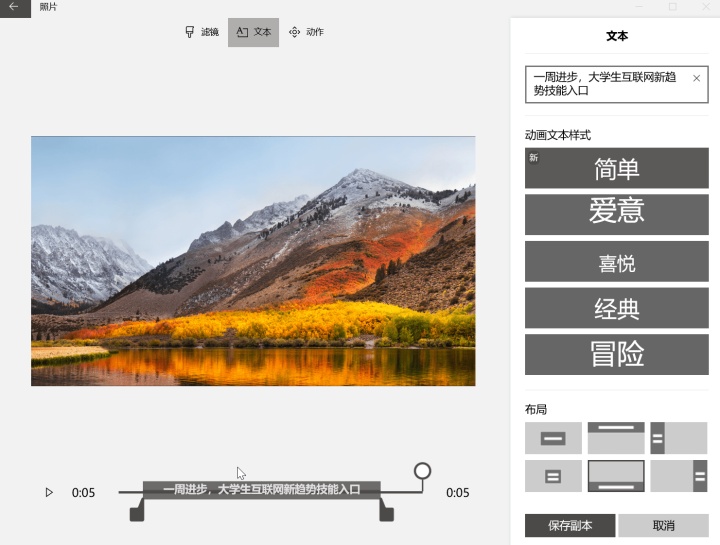 照片
滤镜
文本
动作
文本
一周进步，大学生互联网新趋
势技能入口
动画文本样式
新
简单
爱意
喜悦
经典
冒险
布局
0:05
一周进步，大学生互联网新趋势技能入口
0:05
保存副本
取消